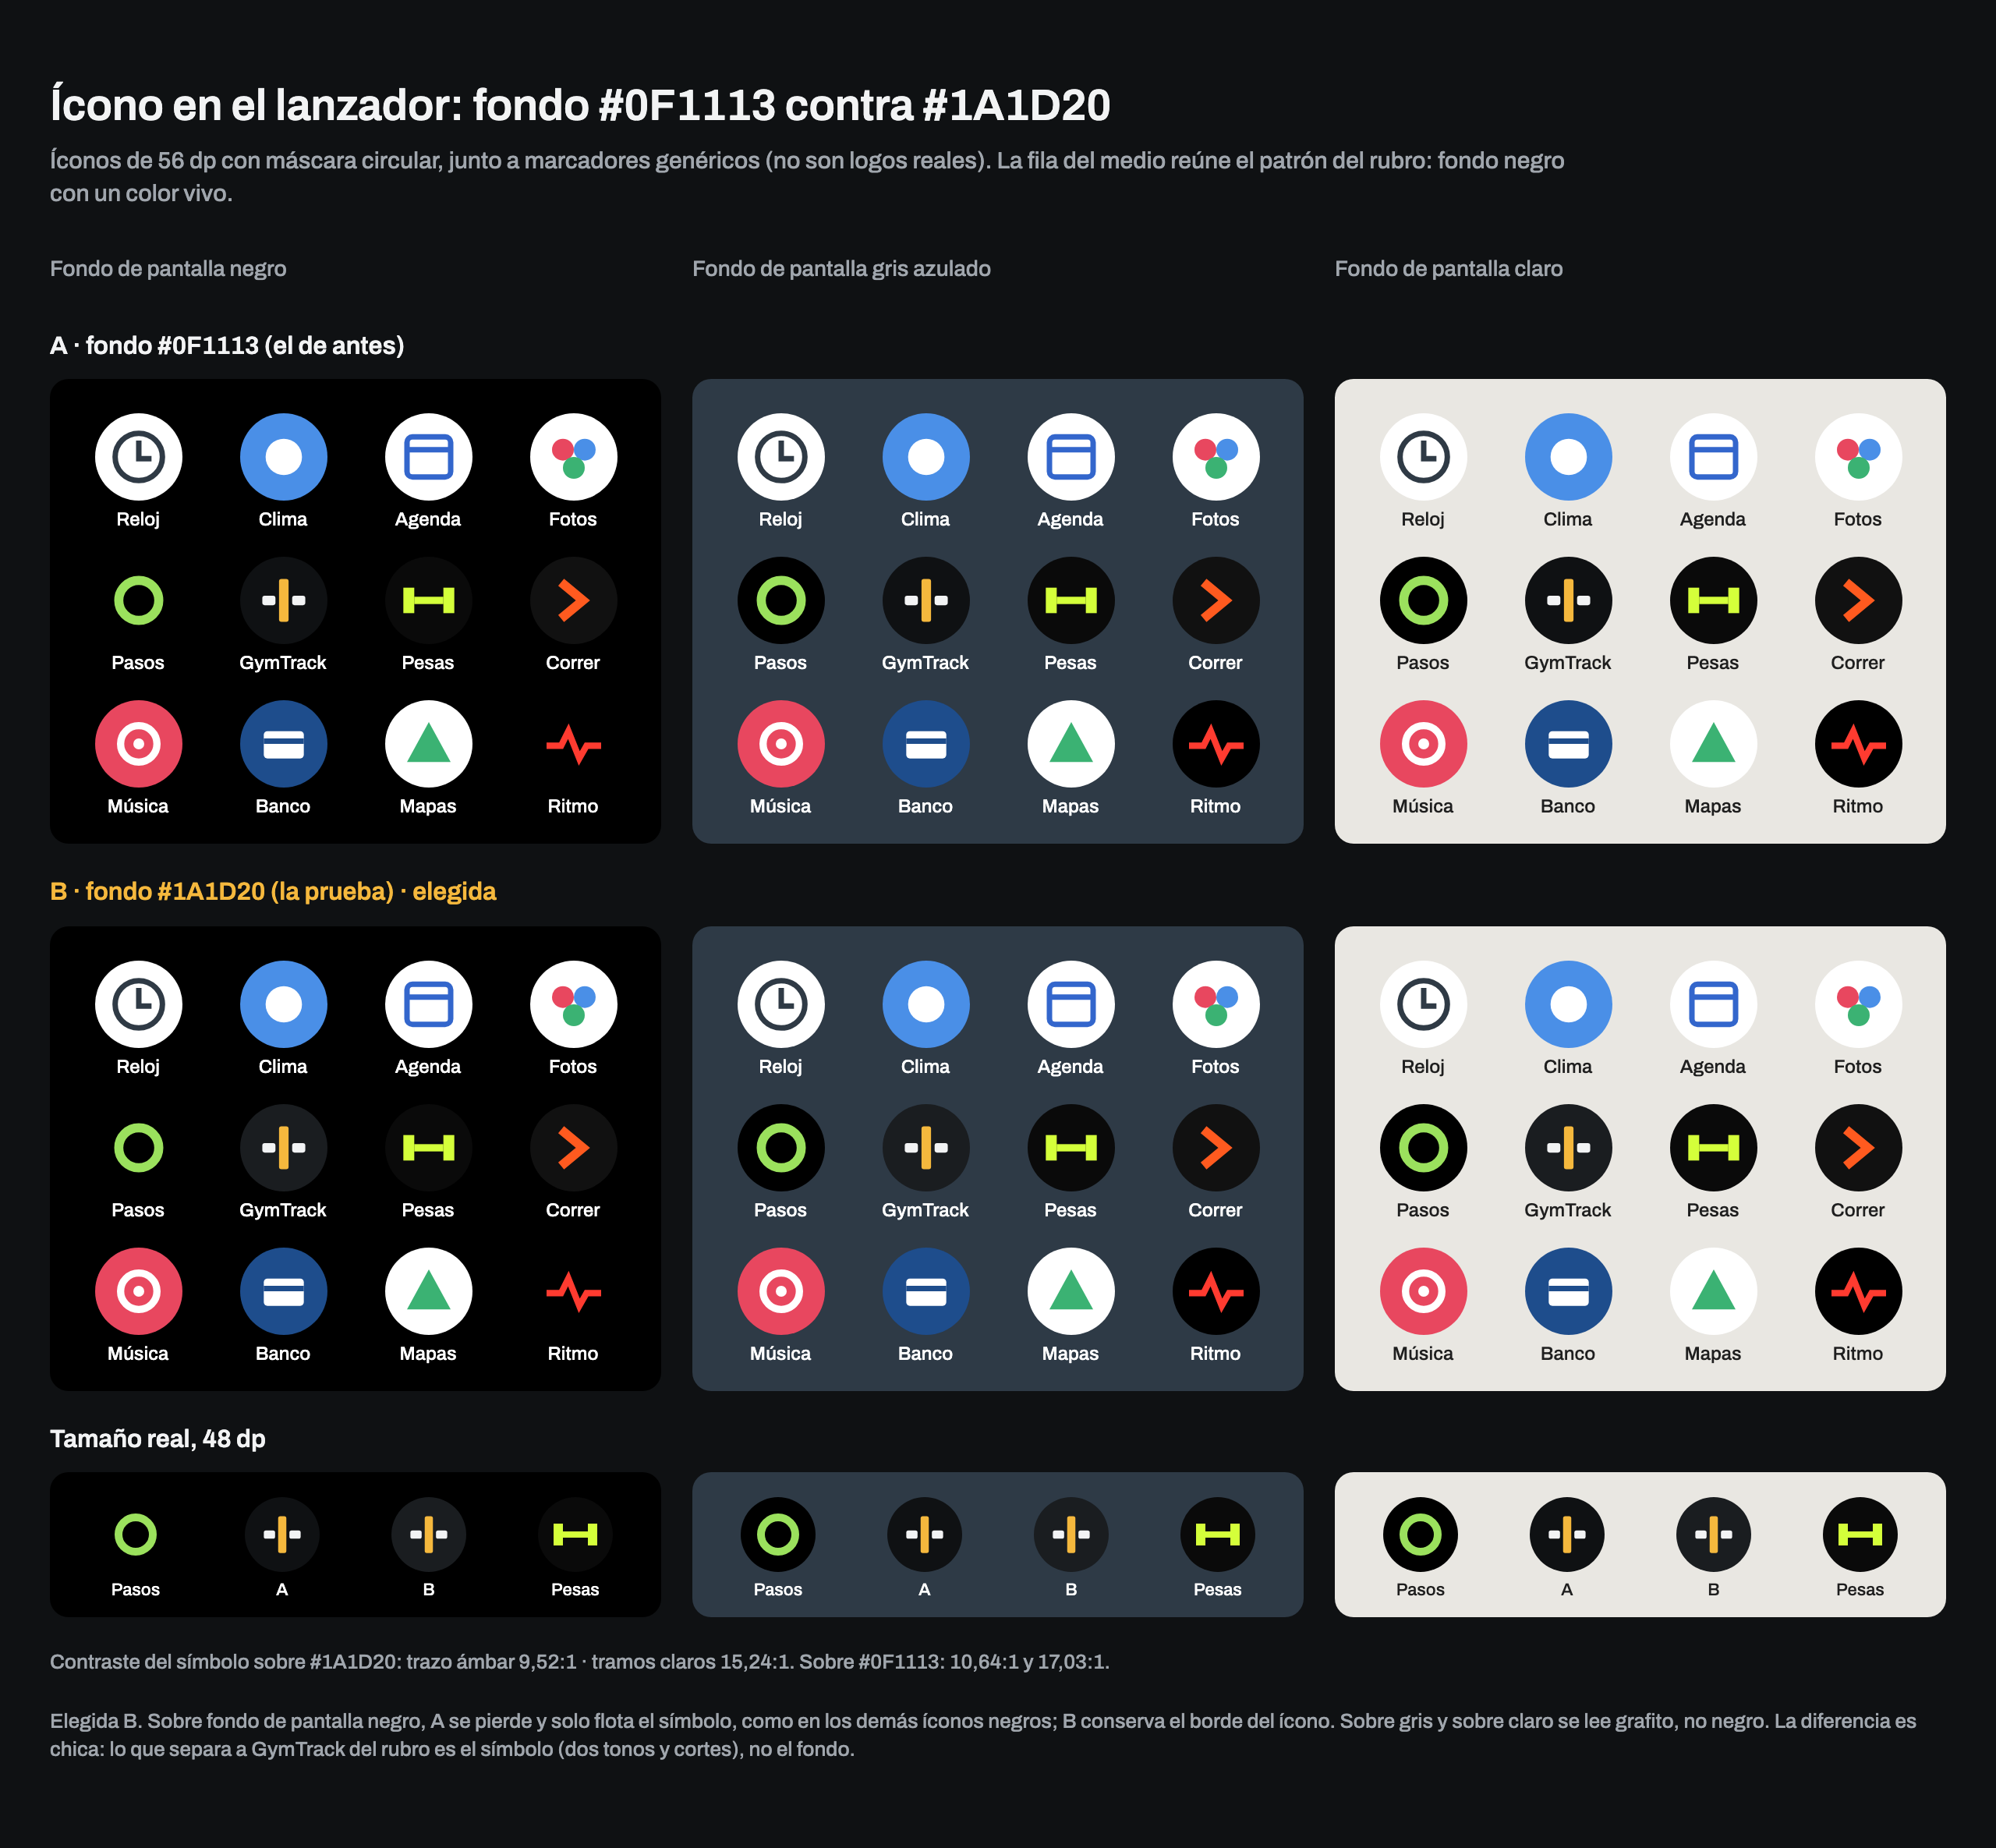 Ícono en el lanzador: fondo #0F1113 contra #1A1D20
Íconos de 56 dp con máscara circular, junto a marcadores genéricos (no son logos reales). La fila del medio reúne el patrón del rubro: fondo negro
con un color vivo.
Fondo de pantalla negro
Fondo de pantalla gris azulado
Fondo de pantalla claro
A · fondo #0F1113 (el de antes)
Reloj Clima Agenda Fotos
Pasos GymTrack Pesas Correr
Música Banco Mapas Ritmo
Reloj Clima Agenda Fotos
Pasos GymTrack Pesas Correr
Música Banco Mapas Ritmo
Reloj Clima Agenda Fotos
Pasos GymTrack Pesas Correr
Música Banco Mapas Ritmo
B · fondo #1A1D20 (la prueba) · elegida
Reloj Clima Agenda Fotos
Pasos GymTrack Pesas Correr
Música Banco Mapas Ritmo
Reloj Clima Agenda Fotos
Pasos GymTrack Pesas Correr
Música Banco Mapas Ritmo
Reloj Clima Agenda Fotos
Pasos GymTrack Pesas Correr
Música Banco Mapas Ritmo
Tamaño real, 48 dp
Pasos A B Pesas
Pasos A B Pesas
Pasos A B Pesas
Contraste del símbolo sobre #1A1D20: trazo ámbar 9,52:1 · tramos claros 15,24:1. Sobre #0F1113: 10,64:1 y 17,03:1.
Elegida B. Sobre fondo de pantalla negro, A se pierde y solo flota el símbolo, como en los demás íconos negros; B conserva el borde del ícono. Sobre gris y sobre claro se lee grafito, no negro. La diferencia es
chica: lo que separa a GymTrack del rubro es el símbolo (dos tonos y cortes), no el fondo.